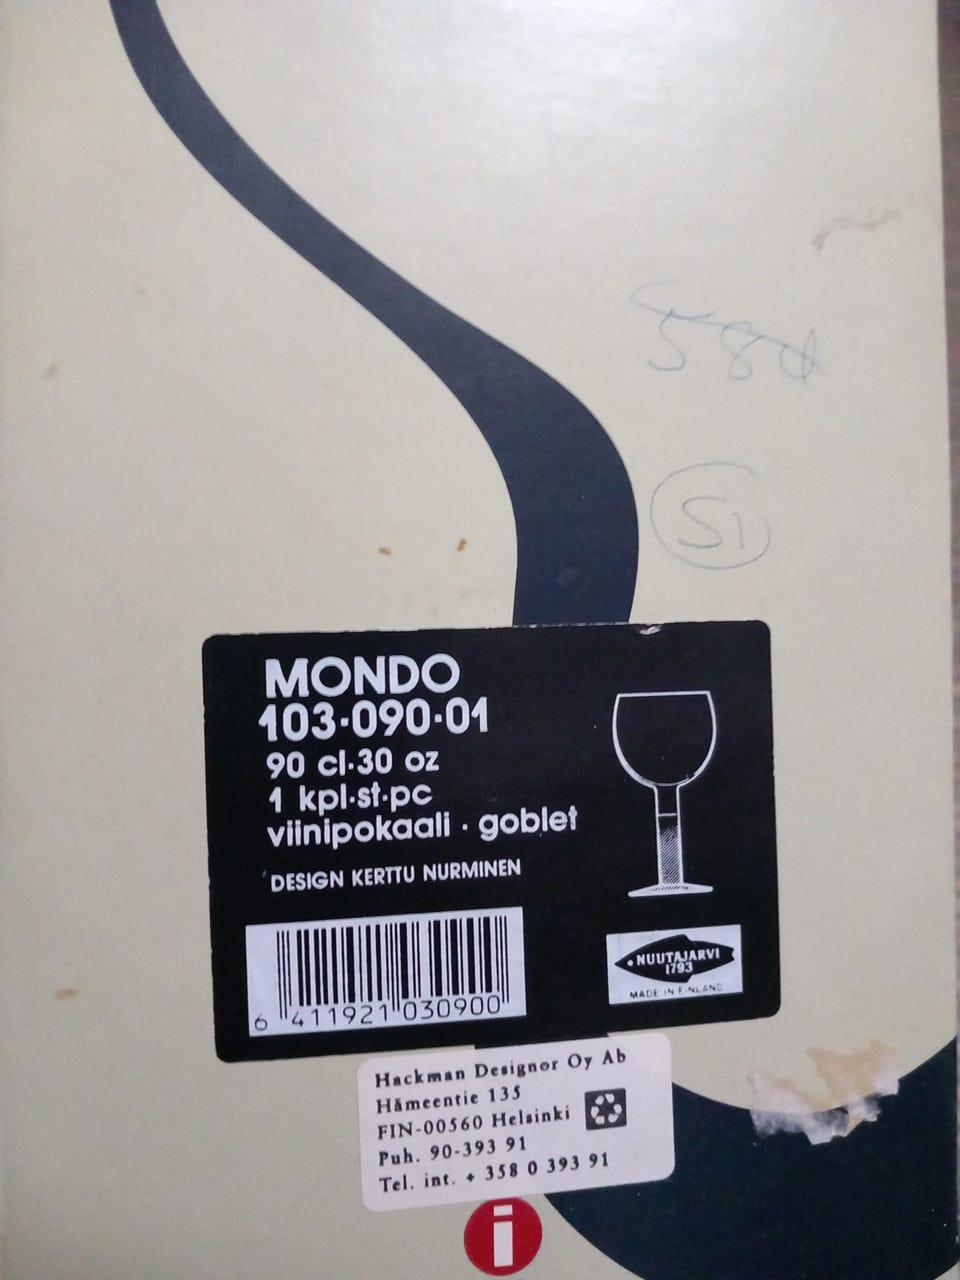 58d
S1
MONDO
103-090-01
90 cl·30 oz
1 kpl·st·pc
viinipokaali · goblet
DESIGN KERTTU NURMINEN
6 411921 030900
NUUTAJÄRVI
1793
MADE IN FINLAND
Hackman Designor Oy Ab
Hämeentie 135
FIN-00560 Helsinki
Puh. 90-393 91
Tel. int. + 358 0 393 91
i